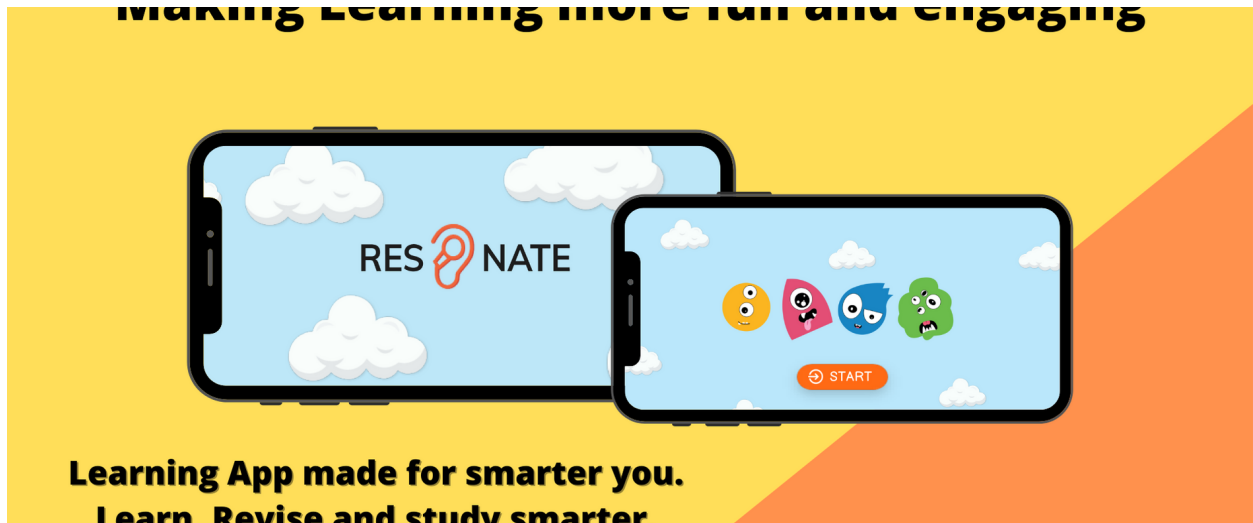 Making Learning more fun and engaging
RES NATE
START
Learning App made for smarter you.
Learn, Revise and study smarter